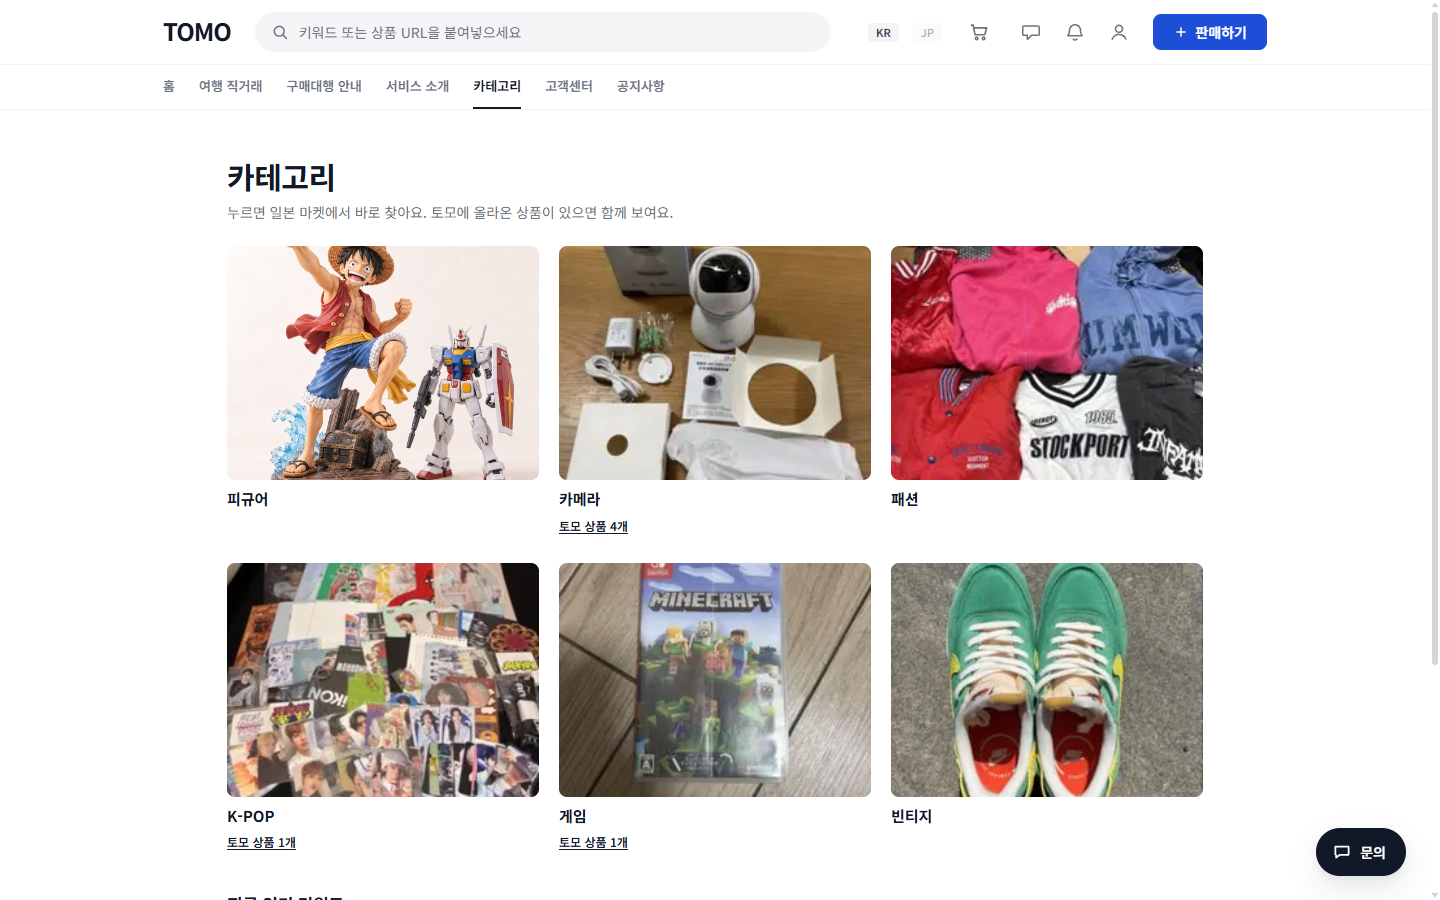 TOMO
키워드 또는 상품 URL을 붙여넣으세요
KR
JP
판매하기
홈
여행 직거래
구매대행 안내
서비스 소개
카테고리
고객센터
공지사항
카테고리
누르면 일본 마켓에서 바로 찾아요. 토모에 올라온 상품이 있으면 함께 보여요.
STOCKPORT
1983
피규어
카메라
토모 상품 4개
패션
MINECRAFT
iKON
K-POP
토모 상품 1개
게임
토모 상품 1개
빈티지
문의